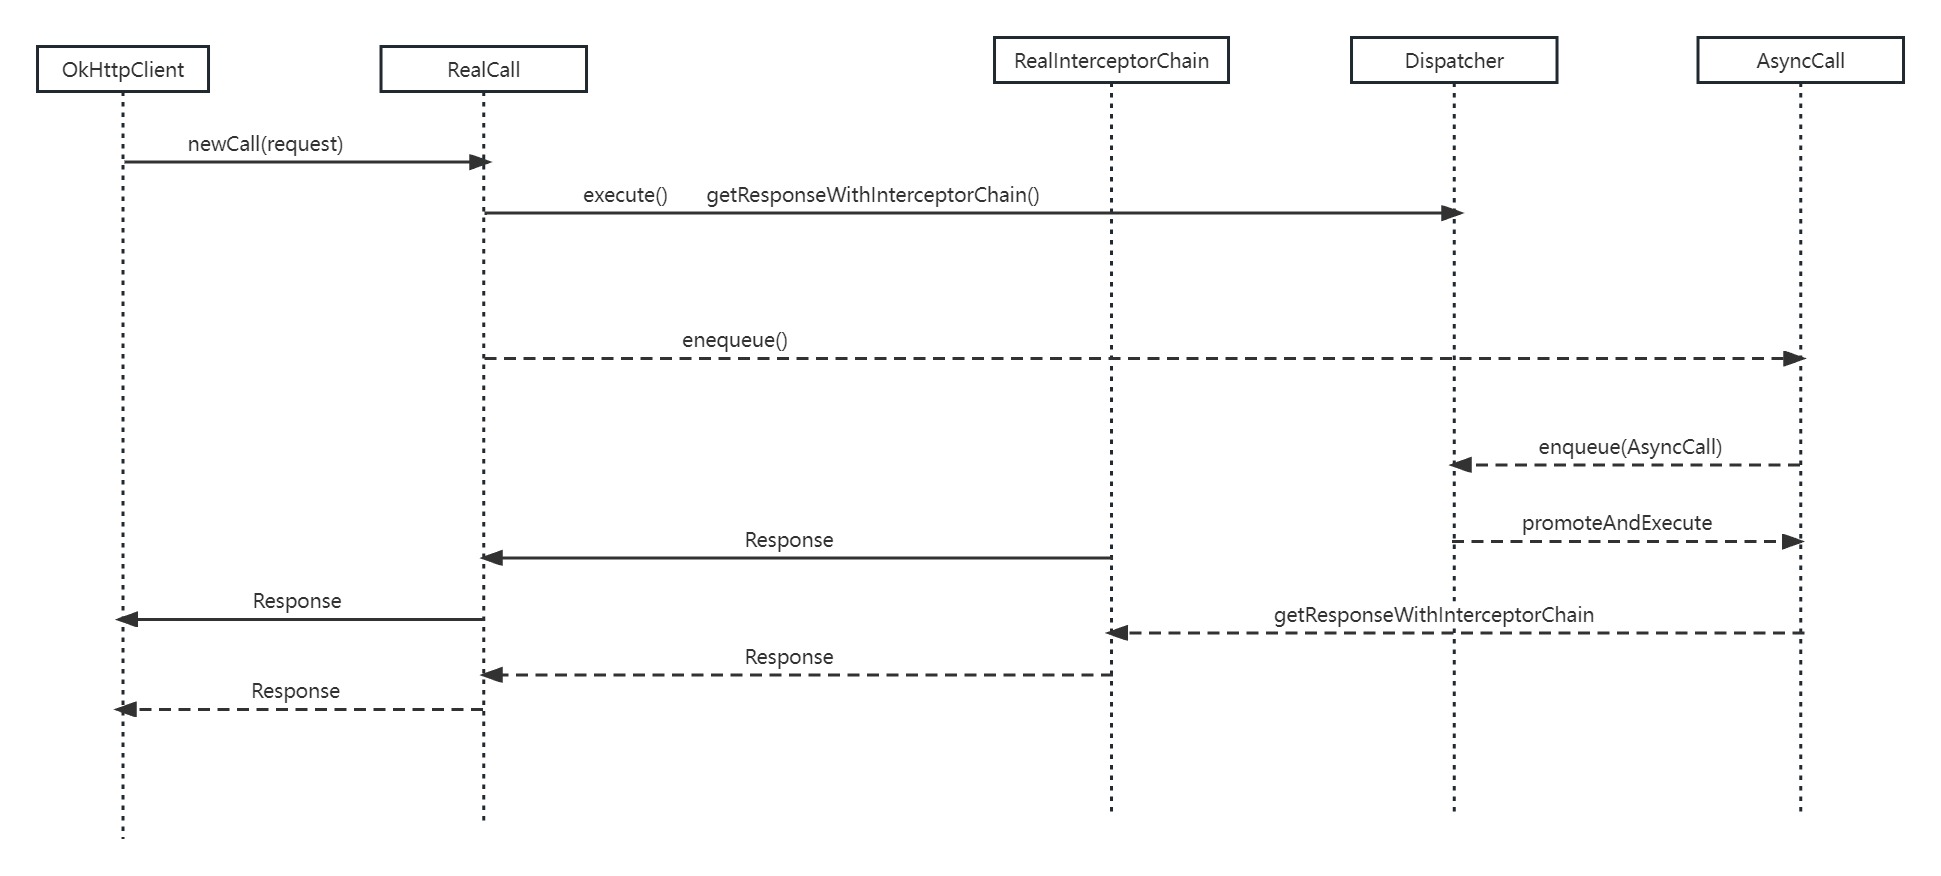 OkHttpClient
RealCall
RealInterceptorChain
Dispatcher
AsyncCall
newCall(request)
execute() getResponseWithInterceptorChain()
enequeue()
enqueue(AsyncCall)
promoteAndExecute
Response
Response
getResponseWithInterceptorChain
Response
Response